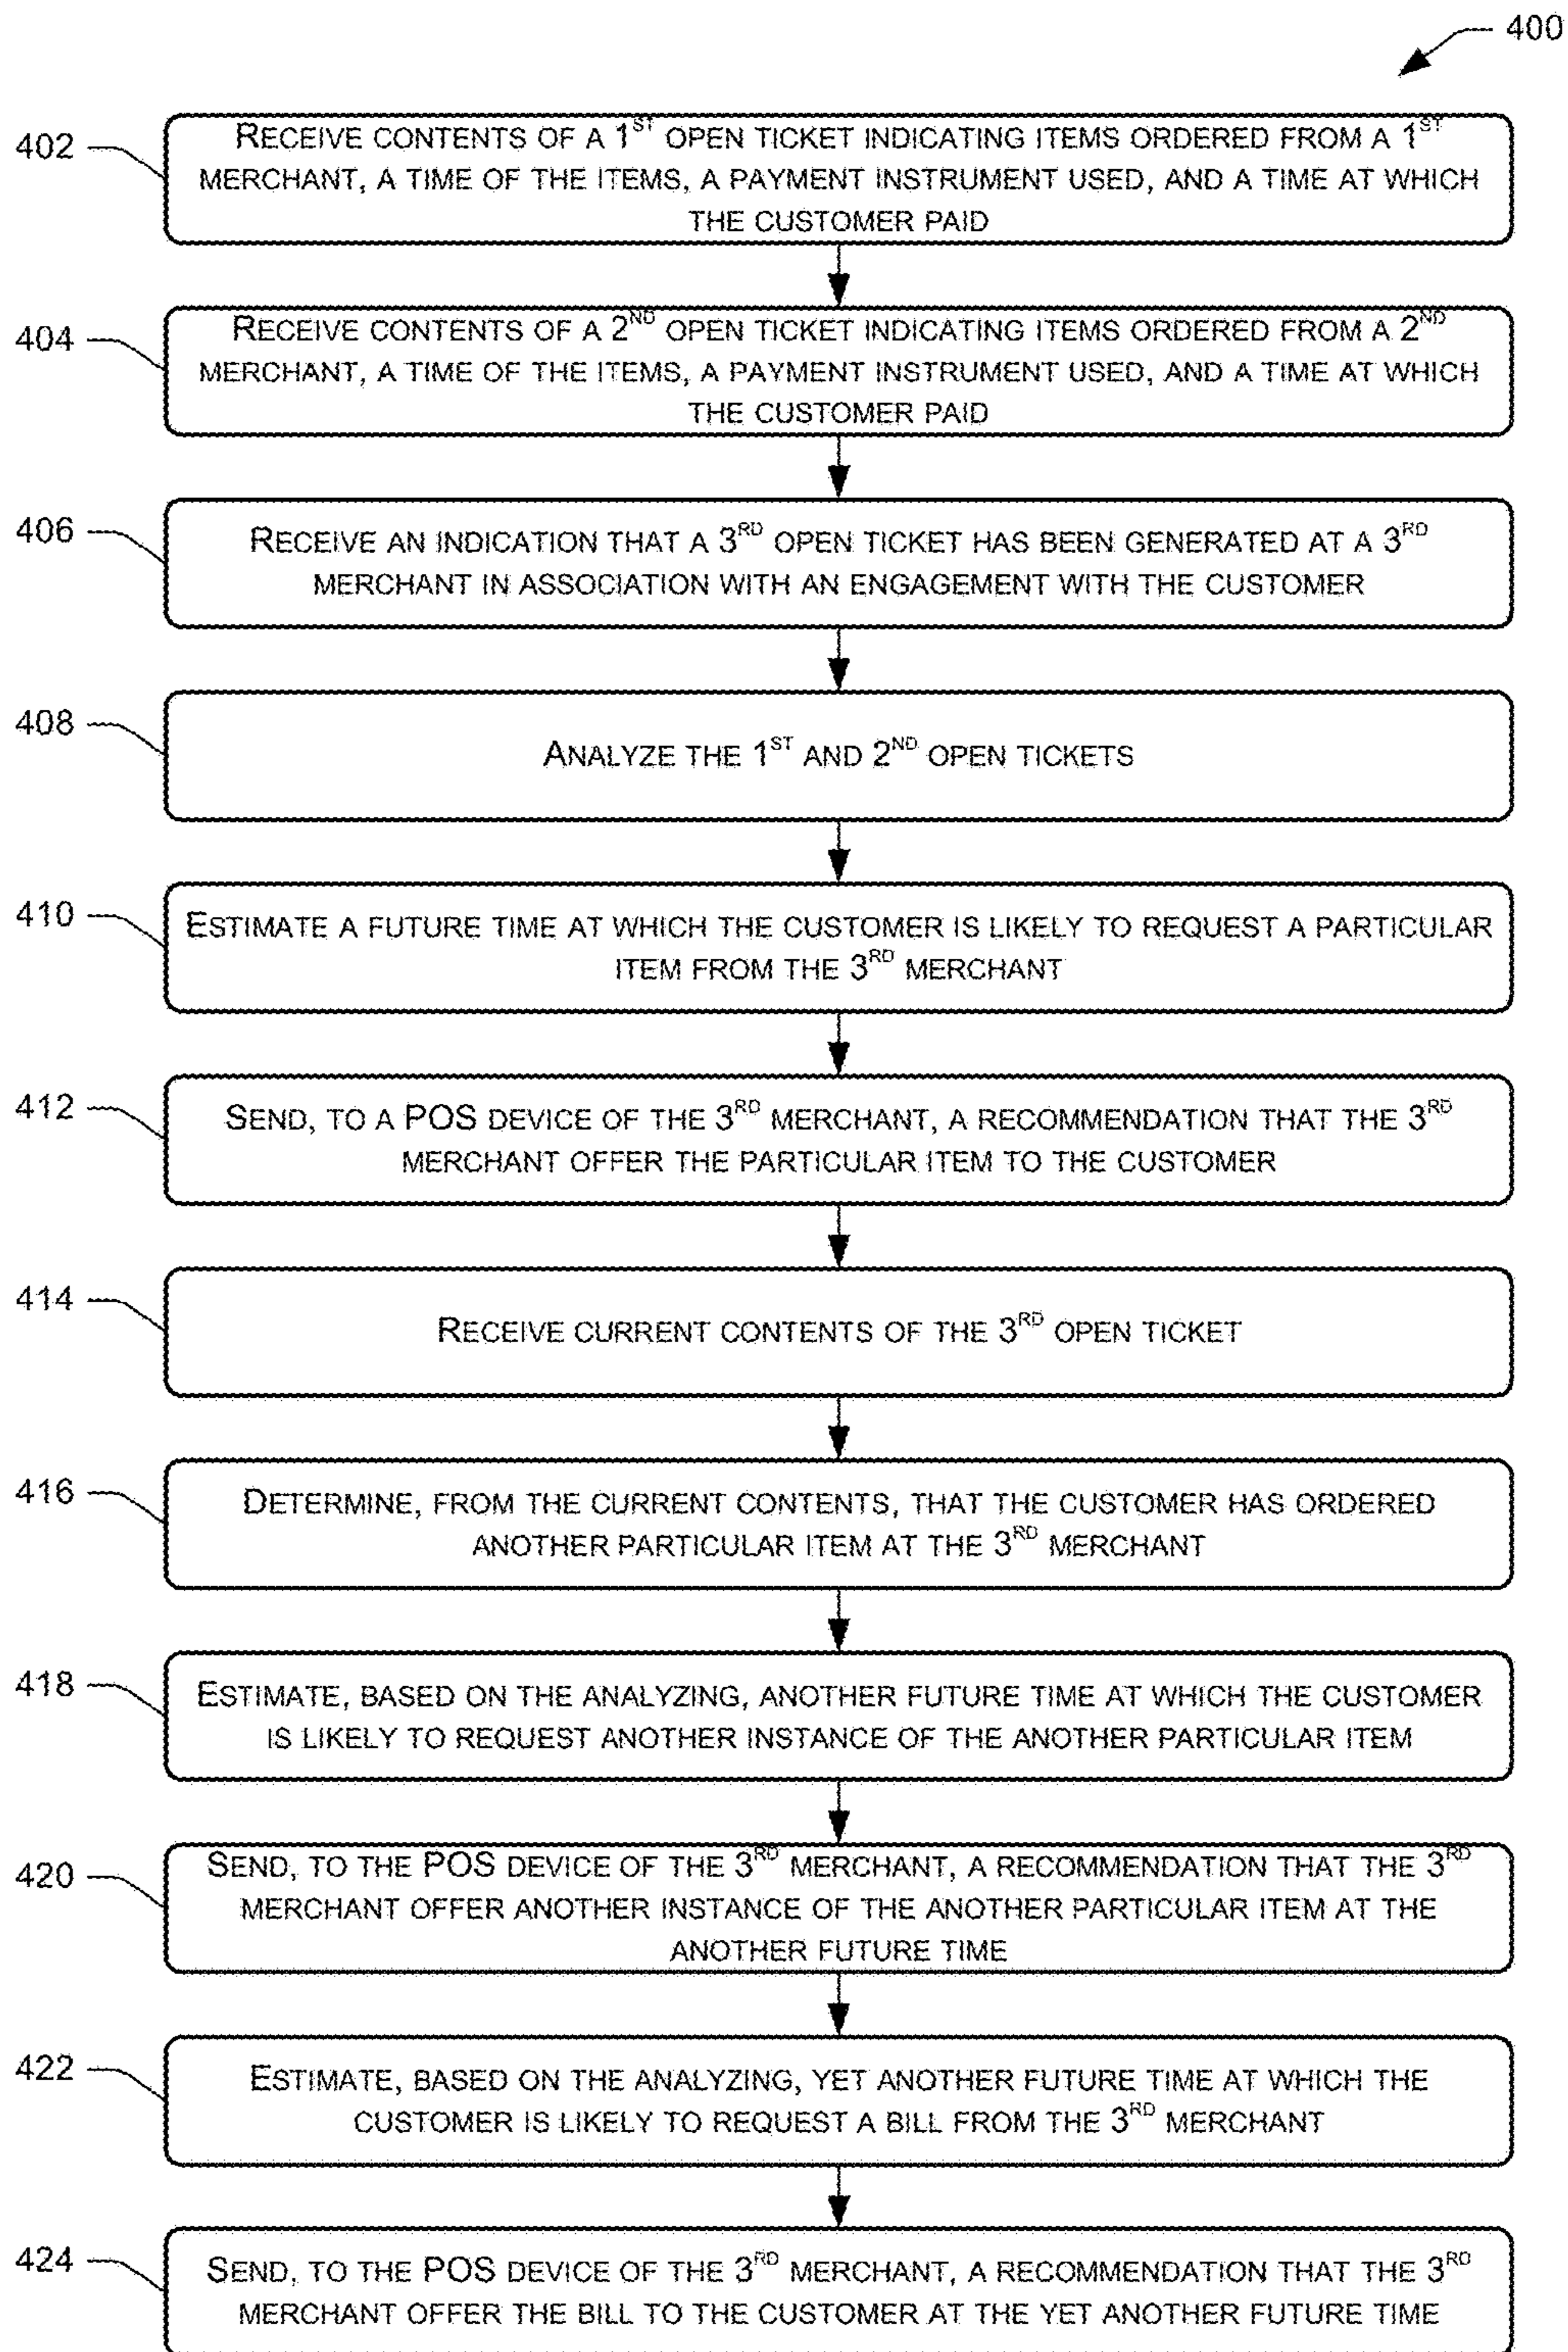 400
402
RECEIVE CONTENTS OF A 1ST OPEN TICKET INDICATING ITEMS ORDERED FROM A 1ST
MERCHANT, A TIME OF THE ITEMS, A PAYMENT INSTRUMENT USED, AND A TIME AT WHICH
THE CUSTOMER PAID
404
RECEIVE CONTENTS OF A 2ND OPEN TICKET INDICATING ITEMS ORDERED FROM A 2ND
MERCHANT, A TIME OF THE ITEMS, A PAYMENT INSTRUMENT USED, AND A TIME AT WHICH
THE CUSTOMER PAID
406
RECEIVE AN INDICATION THAT A 3RD OPEN TICKET HAS BEEN GENERATED AT A 3RD
MERCHANT IN ASSOCIATION WITH AN ENGAGEMENT WITH THE CUSTOMER
408
ANALYZE THE 1ST AND 2ND OPEN TICKETS
410
ESTIMATE A FUTURE TIME AT WHICH THE CUSTOMER IS LIKELY TO REQUEST A PARTICULAR
ITEM FROM THE 3RD MERCHANT
412
SEND, TO A POS DEVICE OF THE 3RD MERCHANT, A RECOMMENDATION THAT THE 3RD
MERCHANT OFFER THE PARTICULAR ITEM TO THE CUSTOMER
414
RECEIVE CURRENT CONTENTS OF THE 3RD OPEN TICKET
416
DETERMINE, FROM THE CURRENT CONTENTS, THAT THE CUSTOMER HAS ORDERED
ANOTHER PARTICULAR ITEM AT THE 3RD MERCHANT
418
ESTIMATE, BASED ON THE ANALYZING, ANOTHER FUTURE TIME AT WHICH THE CUSTOMER
IS LIKELY TO REQUEST ANOTHER INSTANCE OF THE ANOTHER PARTICULAR ITEM
420
SEND, TO THE POS DEVICE OF THE 3RD MERCHANT, A RECOMMENDATION THAT THE 3RD
MERCHANT OFFER ANOTHER INSTANCE OF THE ANOTHER PARTICULAR ITEM AT THE
ANOTHER FUTURE TIME
422
ESTIMATE, BASED ON THE ANALYZING, YET ANOTHER FUTURE TIME AT WHICH THE
CUSTOMER IS LIKELY TO REQUEST A BILL FROM THE 3RD MERCHANT
424
SEND, TO THE POS DEVICE OF THE 3RD MERCHANT, A RECOMMENDATION THAT THE 3RD
MERCHANT OFFER THE BILL TO THE CUSTOMER AT THE YET ANOTHER FUTURE TIME